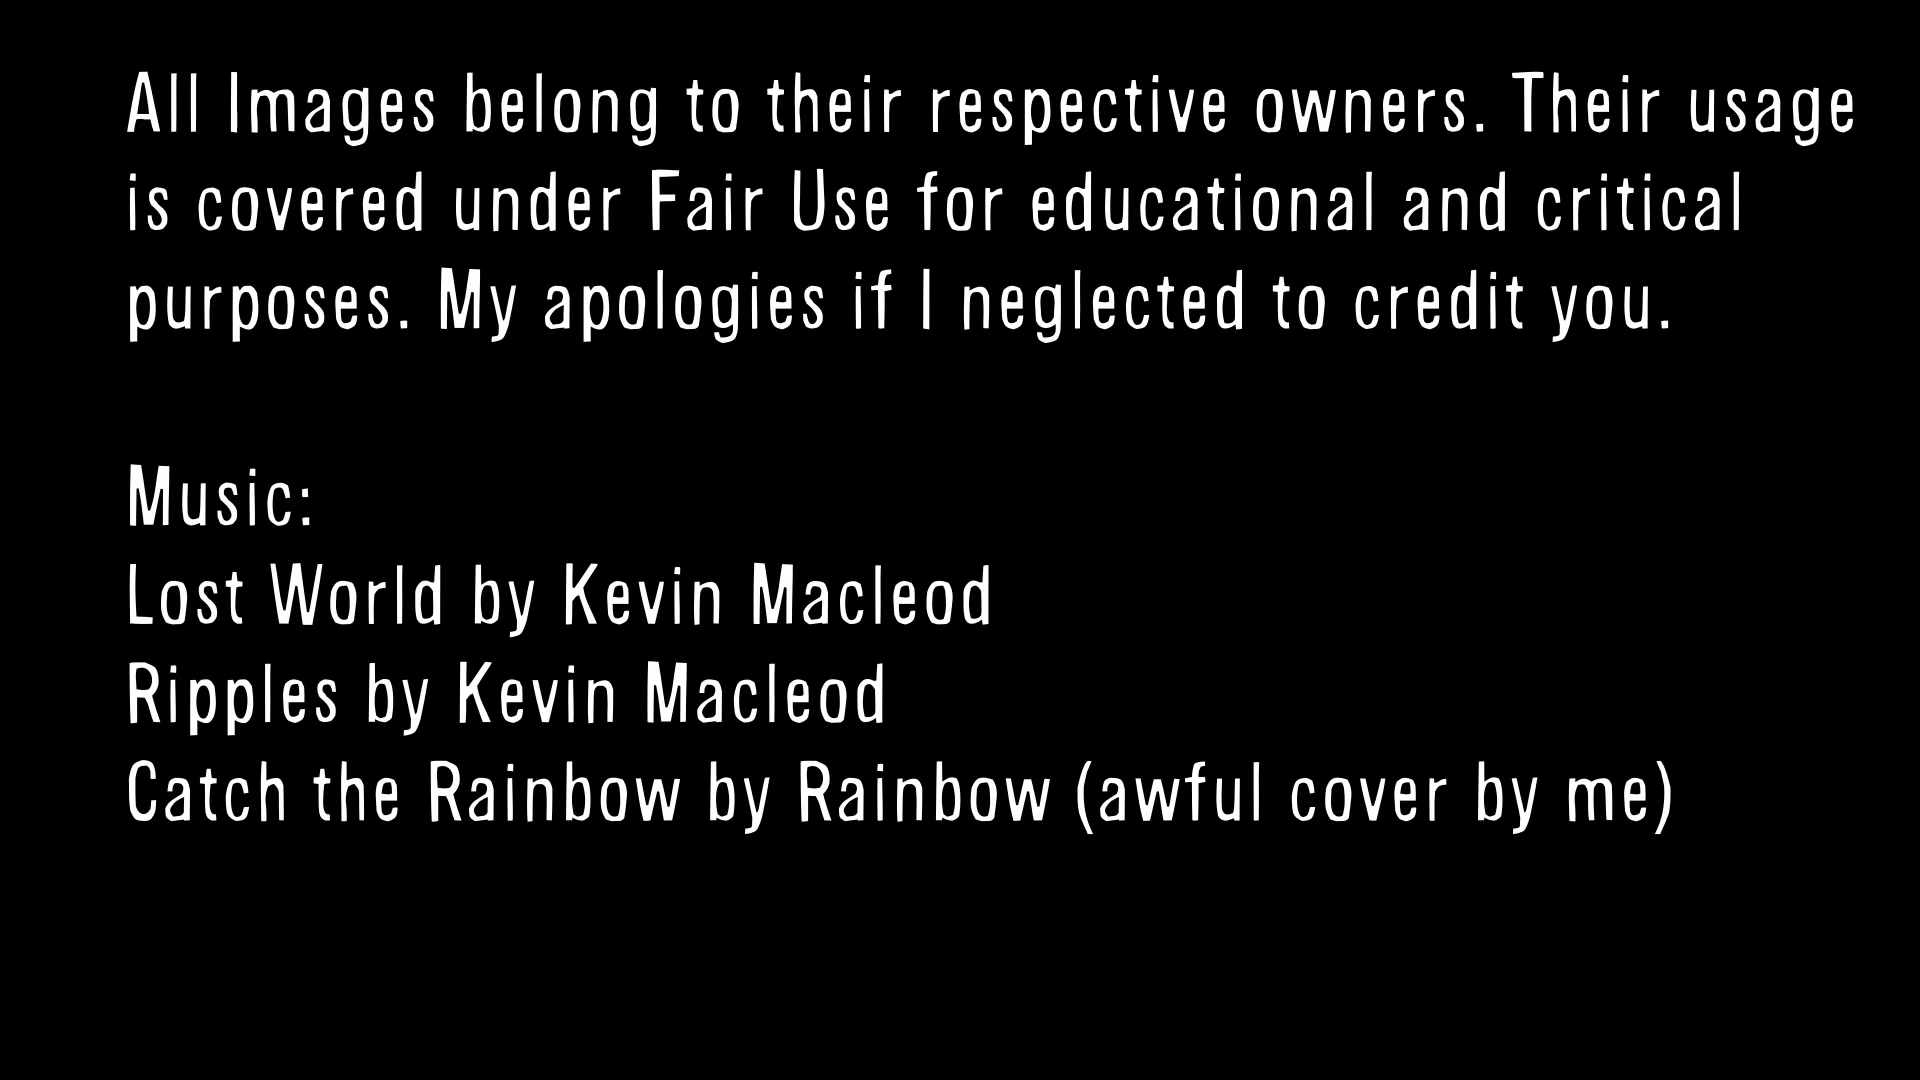 All Images belong to their respective owners. Their usage
is covered under Fair Use for educational and critical
purposes. My apologies if I neglected to credit you.
Music:
Lost World by Kevin Macleod
Ripples by Kevin Macleod
Catch the Rainbow by Rainbow (awful cover by me)